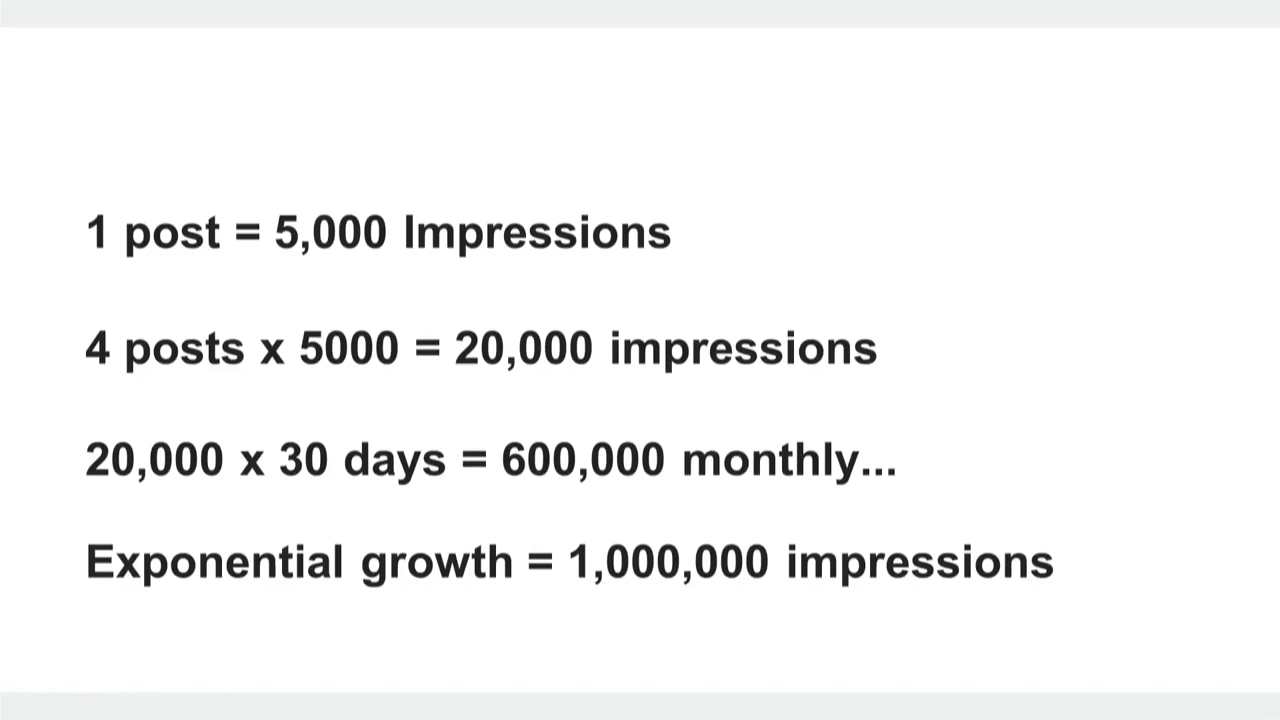 1 post = 5,000 Impressions
4 posts x 5000 = 20,000 impressions
20,000 x 30 days = 600,000 monthly...
Exponential growth = 1,000,000 impressions